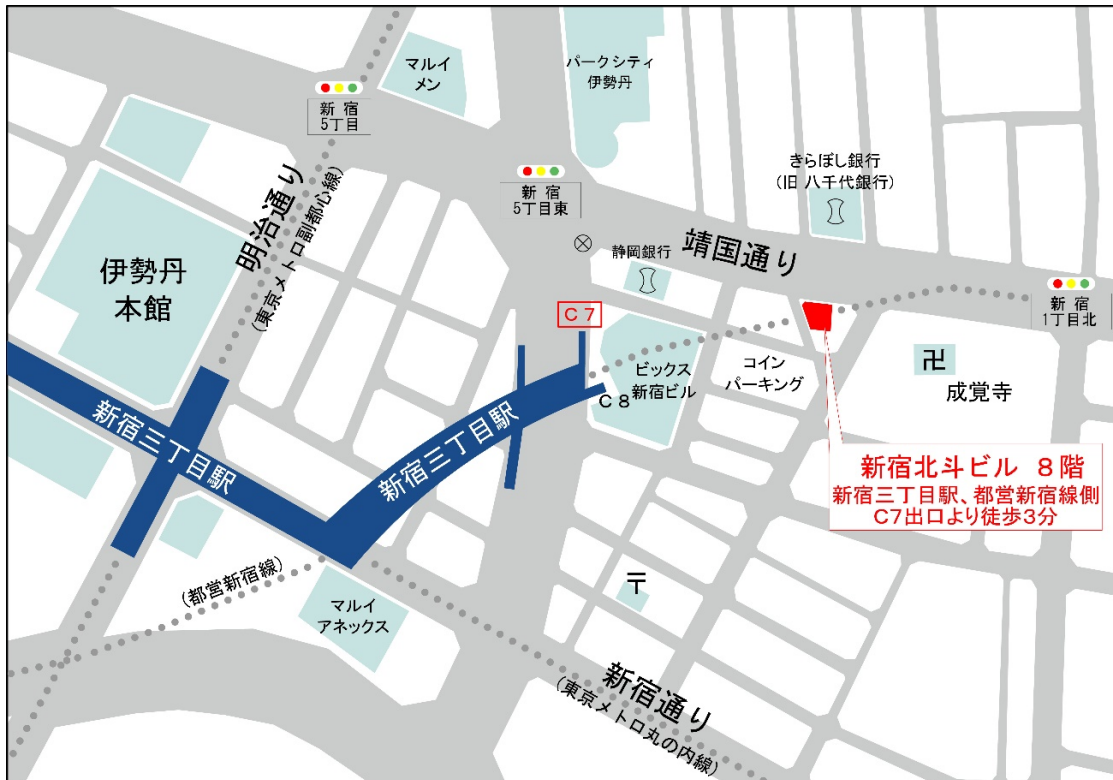 マルイ
メン
パークシティ
伊勢丹
新宿
5丁目
きらぼし銀行
(旧 八千代銀行)
新宿
5丁目東
明治通り
(東京メトロ副都心線)
静岡銀行
靖国通り
伊勢丹
本館
新宿
1丁目北
C7
ビックス
新宿ビル
コイン
パーキング
卍
成覚寺
C8
新宿三丁目駅
新宿三丁目駅
新宿北斗ビル 8階
新宿三丁目駅、都営新宿線側
C7出口より徒歩3分
(都営新宿線)
〒
マルイ
アネックス
新宿通り
(東京メトロ丸の内線)